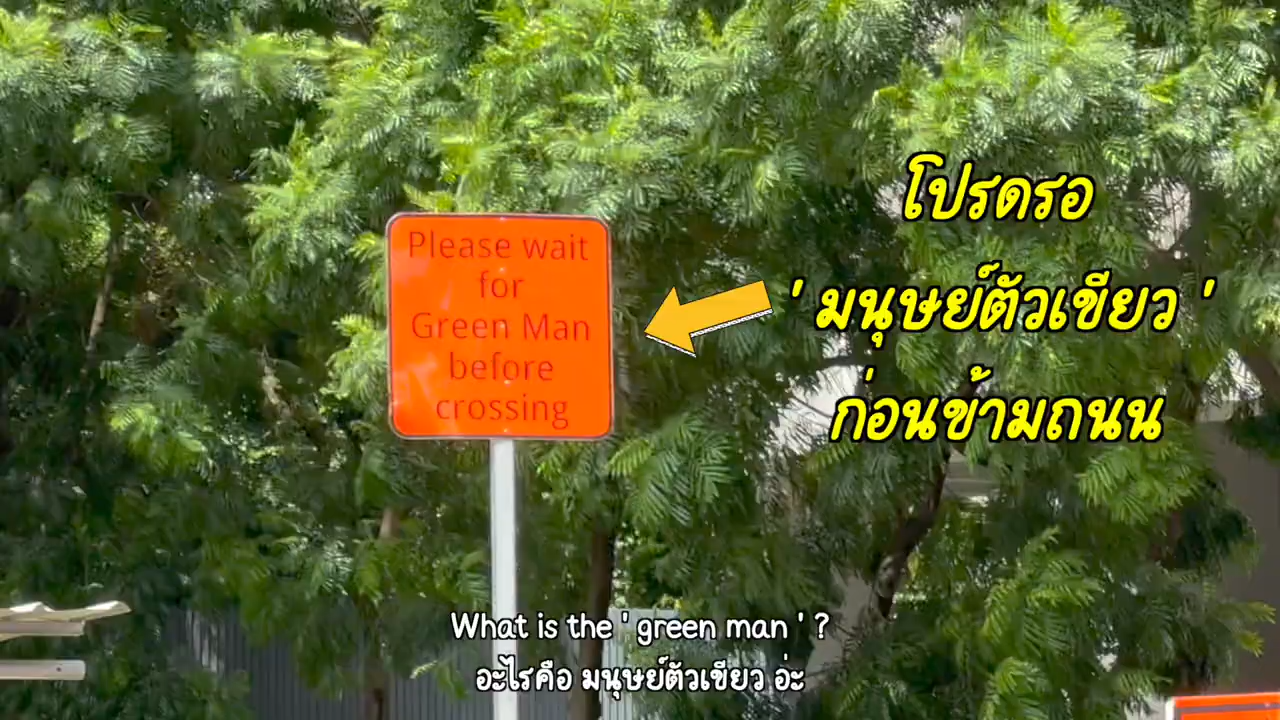 Please wait
for
Green Man
before
crossing
โปรดรอ
' มนุษย์ตัวเขียว '
ก่อนข้ามถนน
What is the ' green man ' ?
อะไรคือ มนุษย์ตัวเขียว อ่ะ